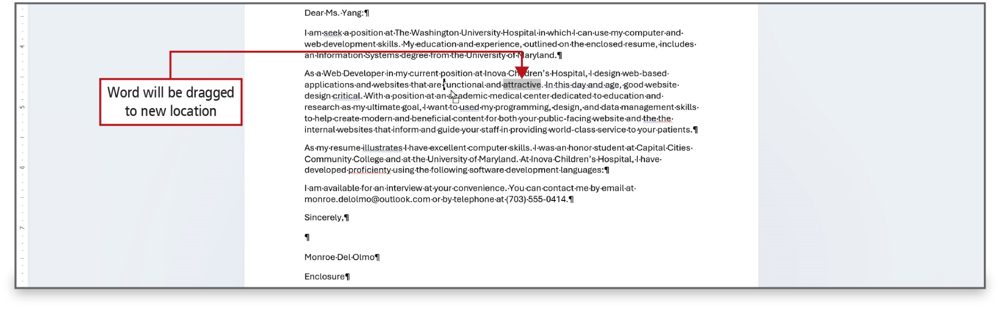 Dear·Ms.·Yang:¶
I·am·seek·a·position·at·The·Washington·University·Hospital·in·which·I·can·use·my·computer·and·
web·development·skills.·My·education·and·experience,·outlined·on·the·enclosed·resume,·includes·
an·Information·Systems·degree·from·the·University·of·Maryland.¶
4
Word will be dragged
to new location
As·a·Web·Developer·in·my·current·position·at·Inova·Children's·Hospital,·I·design·web-based·
applications·and·websites·that·are·functional·and·attractive.·In·this·day·and·age,·good·website·
design·critical.·With·a·position·at·an·academic·medical·center·dedicated·to·education·and·
research·as·my·ultimate·goal,·I·want·to·used·my·programming,·design,·and·data·management·skills·
to·help·create·modern·and·beneficial·content·for·both·your·public-facing·website·and·the·the·
internal·websites·that·inform·and·guide·your·staff·in·providing·world-class·service·to·your·patients.¶
5
As·my·resume·illustrates·I·have·excellent·computer·skills.·I·was·an·honor·student·at·Capital·Cities·
Community·College·and·at·the·University·of·Maryland.·At·Inova·Children's·Hospital,·I·have·
developed·proficienty·using·the·following·software·development·languages:¶
6
I·am·available·for·an·interview·at·your·convenience.·You·can·contact·me·by·email·at·
monroe.delolmo@outlook.com·or·by·telephone·at·(703)·555-0414.¶
Sincerely,¶
7
¶
Monroe·Del·Olmo¶
Enclosure¶